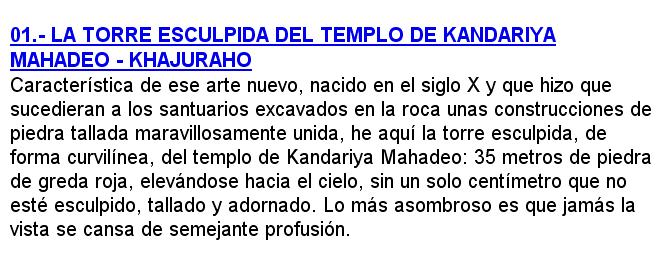 01.- LA TORRE ESCULPIDA DEL TEMPLO DE KANDARIYA
MAHADEO - KHAJURAHO
Característica de ese arte nuevo, nacido en el siglo X y que hizo que
sucedieran a los santuarios excavados en la roca unas construcciones de
piedra tallada maravillosamente unida, he aquí la torre esculpida, de
forma curvilínea, del templo de Kandariya Mahadeo: 35 metros de piedra
de greda roja, elevándose hacia el cielo, sin un solo centímetro que no
esté esculpido, tallado y adornado. Lo más asombroso es que jamás la
vista se cansa de semejante profusión.